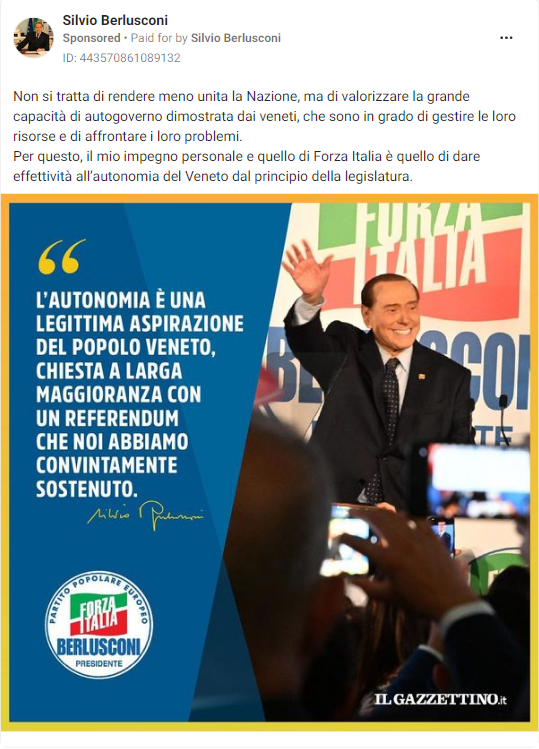 Silvio Berlusconi
Sponsored • Paid for by Silvio Berlusconi
ID: 443570861089132
Non si tratta di rendere meno unita la Nazione, ma di valorizzare la grande
capacità di autogoverno dimostrata dai veneti, che sono in grado di gestire le loro
risorse e di affrontare i loro problemi.
Per questo, il mio impegno personale e quello di Forza Italia è quello di dare
effettività all’autonomia del Veneto dal principio della legislatura.
“
L’AUTONOMIA È UNA
LEGITTIMA ASPIRAZIONE
DEL POPOLO VENETO,
CHIESTA A LARGA
MAGGIORANZA CON
UN REFERENDUM
CHE NOI ABBIAMO
CONVINTAMENTE
SOSTENUTO.
Silvio Berlusconi
PARTITO POPOLARE EUROPEO
FORZA
ITALIA
BERLUSCONI
PRESIDENTE
FORZA
ITALIA
BERLUSCON
IL GAZZETTINO.it